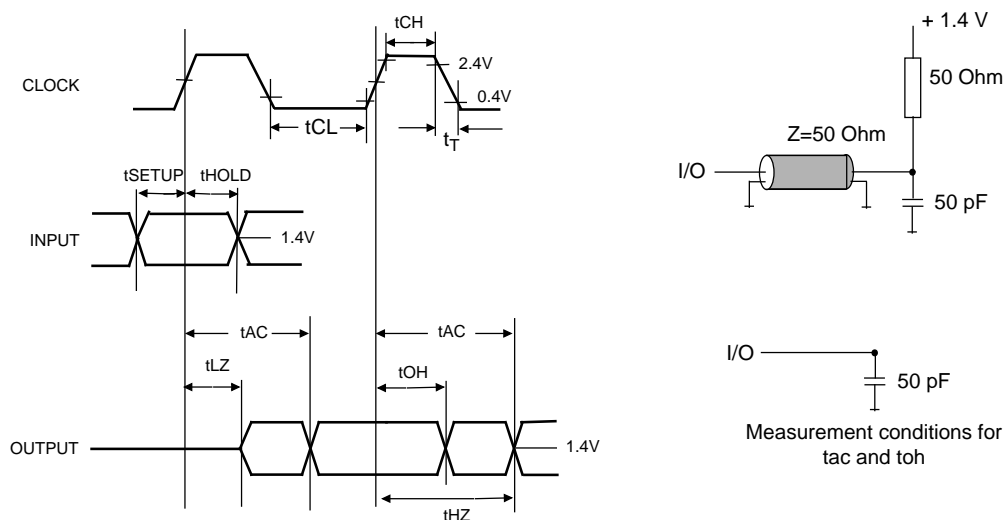 tCH
2.4V
CLOCK
0.4V
tCL
tT
tSETUP
tHOLD
INPUT
1.4V
tAC
tAC
tLZ
tOH
OUTPUT
1.4V
tHZ
+ 1.4 V
50 Ohm
Z=50 Ohm
I/O
50 pF
I/O
50 pF
Measurement conditions for
tac and toh